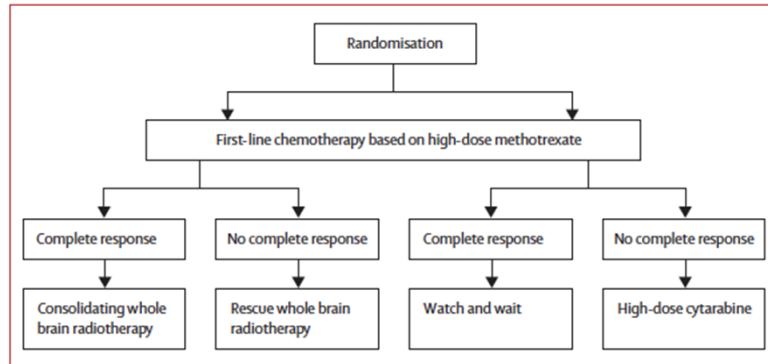 Randomisation
First-line chemotherapy based on high-dose methotrexate
Complete response
No complete response
Complete response
No complete response
Consolidating whole
brain radiotherapy
Rescue whole brain
radiotherapy
Watch and wait
High-dose cytarabine